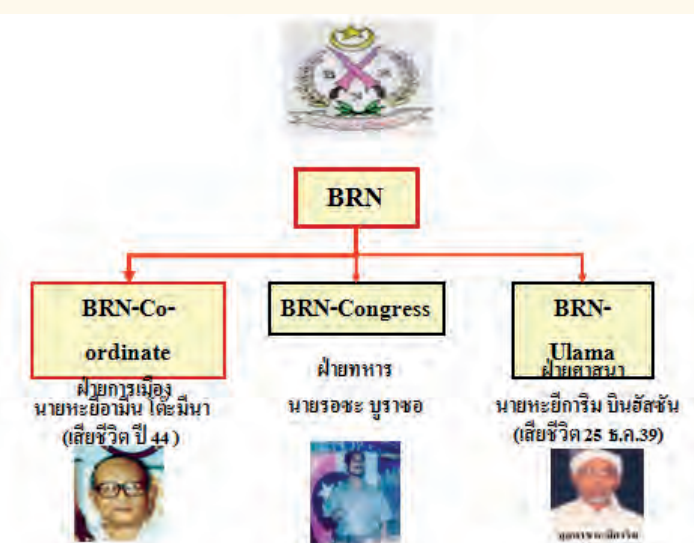 BRN
BRN-Co-
ordinate
ฝ่ายการเมือง
นายหะยีอามีน โต๊ะมีนา
(เสียชีวิต ปี 44 )
BRN-Congress
ฝ่ายทหาร
นายรอซะ บูราซอ
BRN-
Ulama
ฝ่ายศาสนา
นายหะยีการิม บินฮัสซัน
(เสียชีวิต 25 ธ.ค.39)